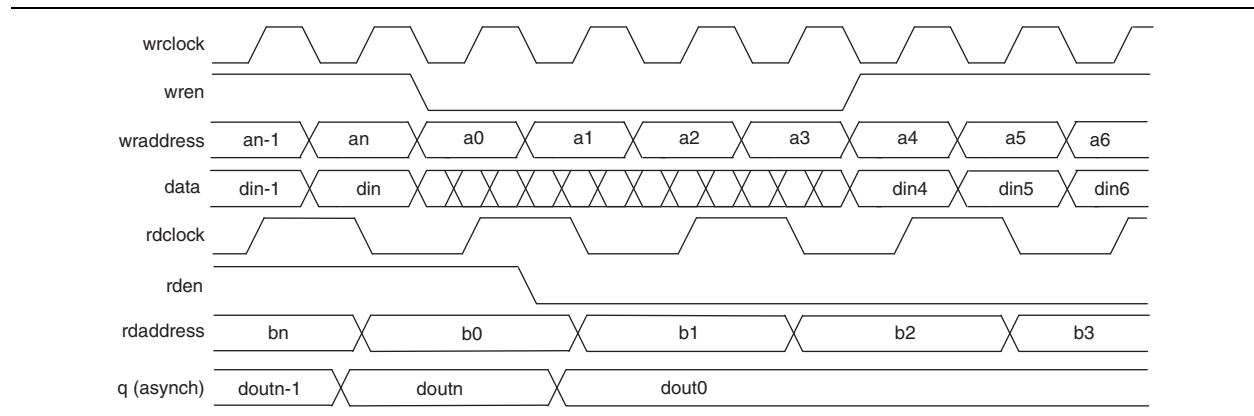 wrclock
wren
wraddress an-1 an a0 a1 a2 a3 a4 a5 a6
data din-1 din din4 din5 din6
rdclock
rden
rdaddress bn b0 b1 b2 b3
q (asynch) doutn-1 doutn dout0